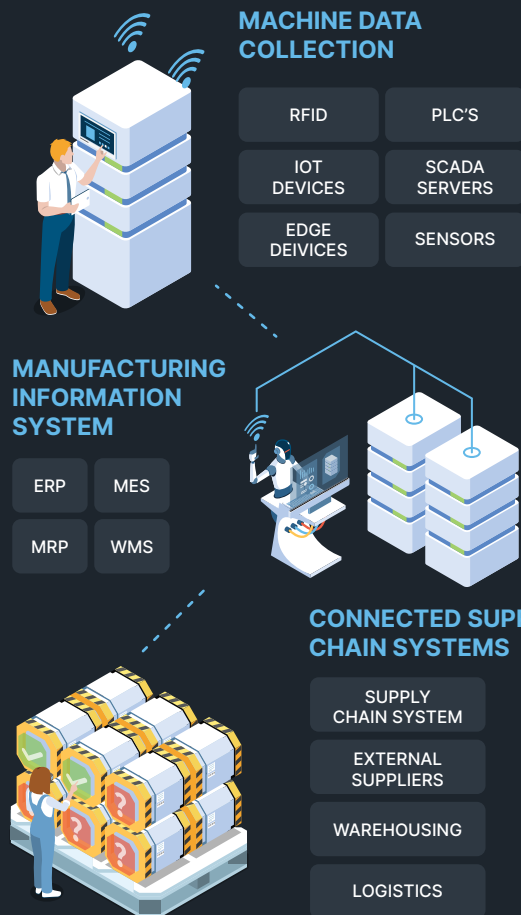 MACHINE DATA
COLLECTION
RFID
PLC'S
IOT
DEVICES
SCADA
SERVERS
EDGE
DEIVICES
SENSORS
MANUFACTURING
INFORMATION
SYSTEM
ERP
MES
MRP
WMS
CONNECTED
CHAIN SYSTEMS
SUPPLY
CHAIN SYSTEM
EXTERNAL
SUPPLIERS
WAREHOUSING
LOGISTICS